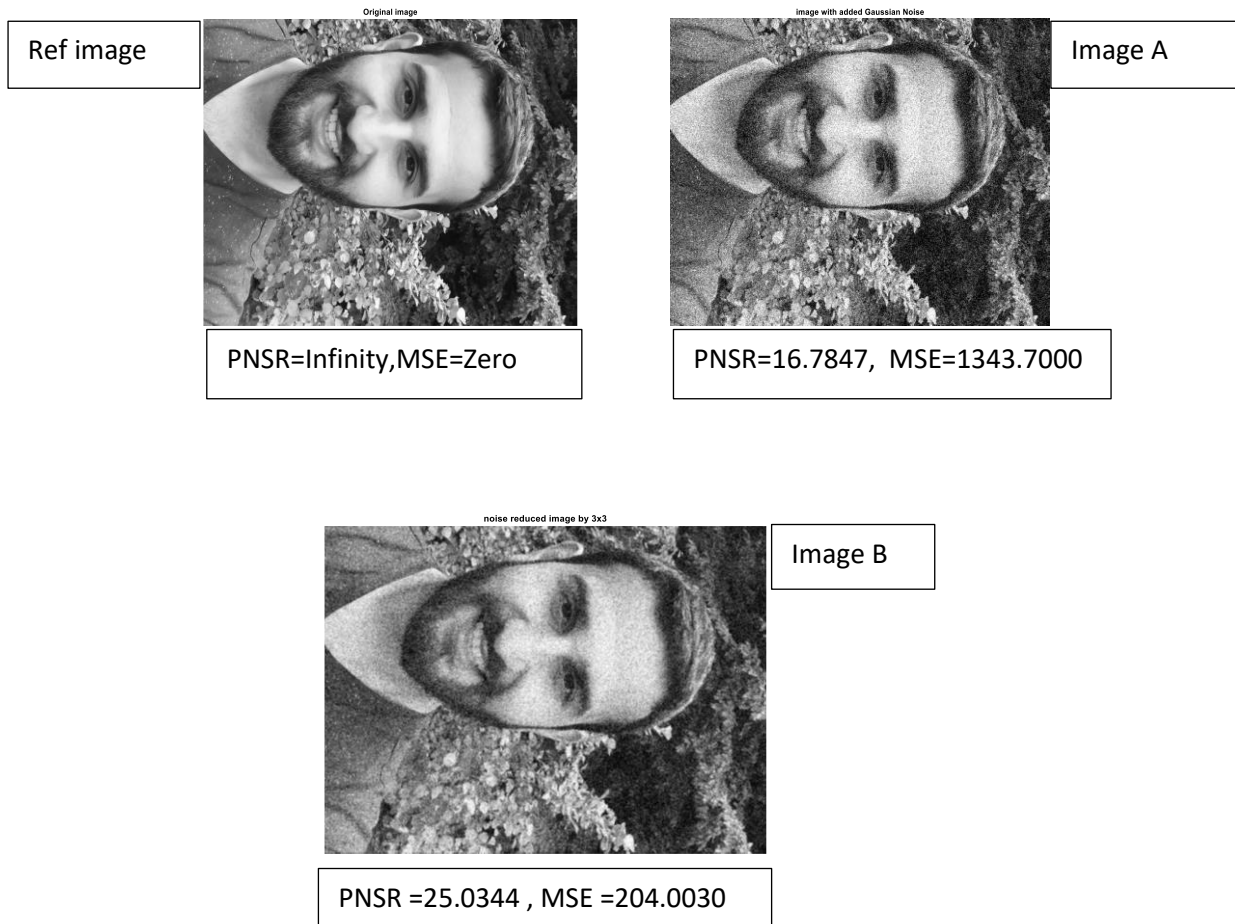 Original image
image with added Gaussian Noise
Ref image
Image A
PNSR=Infinity,MSE=Zero
PNSR=16.7847, MSE=1343.7000
noise reduced image by 3x3
Image B
PNSR =25.0344 , MSE =204.0030